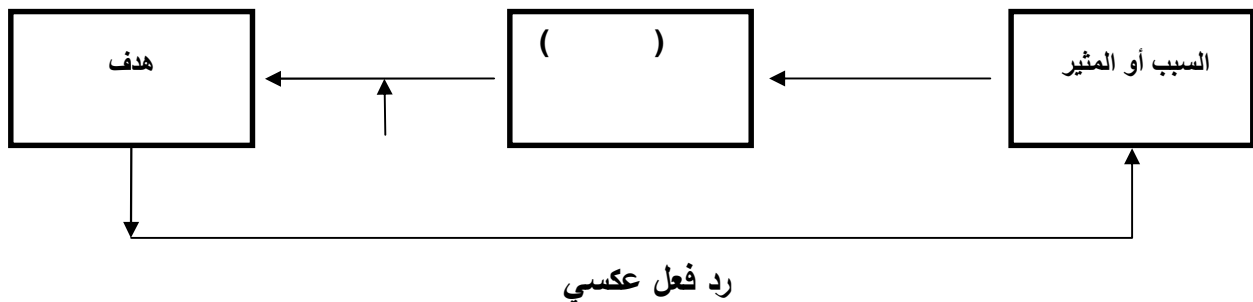 السبب أو المثير
(          )
هدف
رد فعل عكسي